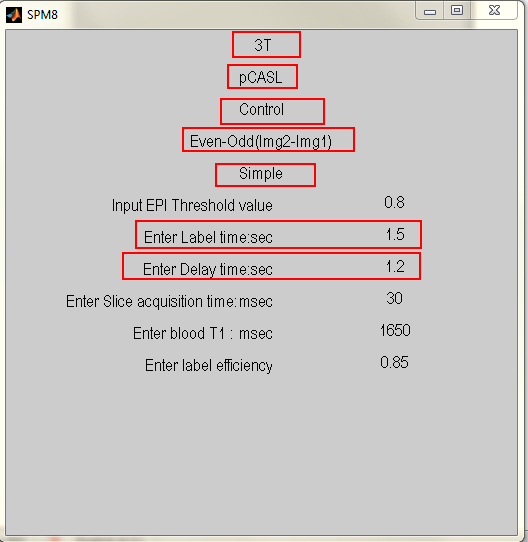 SPM8
3T
pCASL
Control
Even-Odd(Img2-Img1)
Simple
Input EPI Threshold value 0.8
Enter Label time:sec 1.5
Enter Delay time:sec 1.2
Enter Slice acquisition time:msec 30
Enter blood T1 : msec 1650
Enter label efficiency 0.85